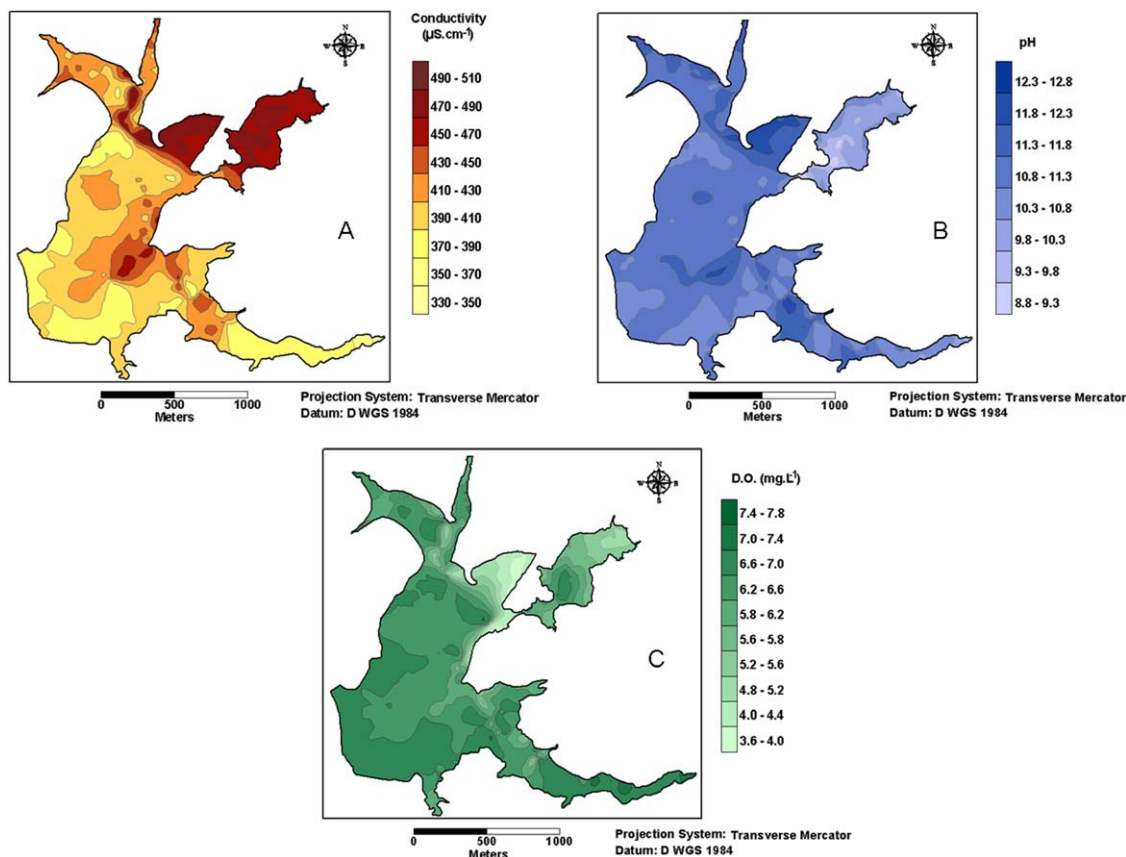 Conductivity
(µS.cm-1)
490 - 510
470 - 490
450 - 470
430 - 450
410 - 430
390 - 410
370 - 390
350 - 370
330 - 350
N
W
E
S
A
0
500
1000
Meters
Projection System: Transverse Mercator
Datum: D WGS 1984
pH
12.3 - 12.8
11.8 - 12.3
11.3 - 11.8
10.8 - 11.3
10.3 - 10.8
9.8 - 10.3
9.3 - 9.8
8.8 - 9.3
N
W
E
S
B
0
500
1000
Meters
Projection System: Transverse Mercator
Datum: D WGS 1984
D.O. (mg.L-1)
7.4 - 7.8
7.0 - 7.4
6.6 - 7.0
6.2 - 6.6
5.8 - 6.2
5.6 - 5.8
5.2 - 5.6
4.8 - 5.2
4.0 - 4.4
3.6 - 4.0
N
W
E
S
C
0
500
1000
Meters
Projection System: Transverse Mercator
Datum: D WGS 1984